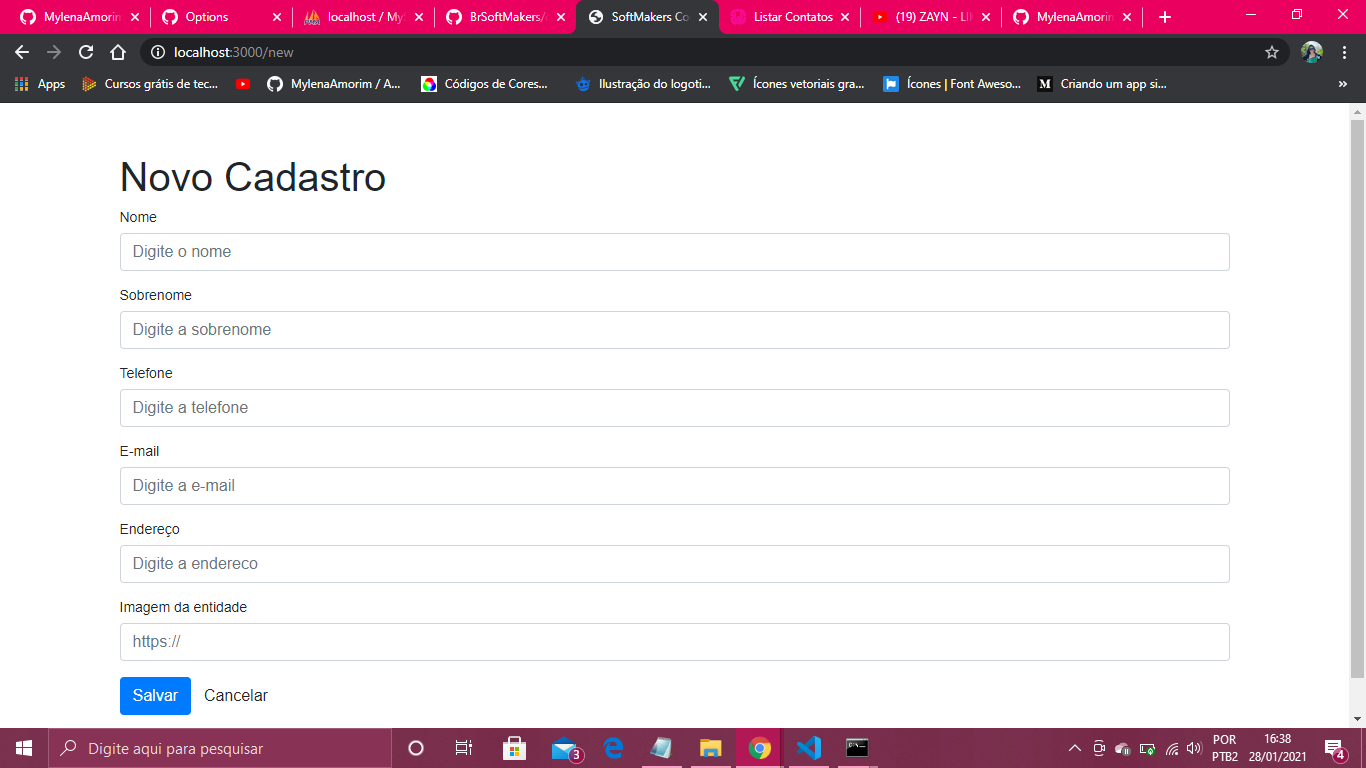 MylenaAmorin
Options
localhost / My
BrSoftMakers/
SoftMakers Co
Listar Contatos
(19) ZAYN - LI
MylenaAmorin
localhost:3000/new
Apps
Cursos grátis de tec...
MylenaAmorim / A...
Códigos de Cores...
Ilustração do logoti...
Ícones vetoriais gra...
Ícones | Font Aweso...
M
Criando um app si...
»
Novo Cadastro
Nome
Digite o nome
Sobrenome
Digite a sobrenome
Telefone
Digite a telefone
E-mail
Digite a e-mail
Endereço
Digite a endereco
Imagem da entidade
https://
Salvar
Cancelar
Digite aqui para pesquisar
3
POR
PTB2
16:38
28/01/2021
4